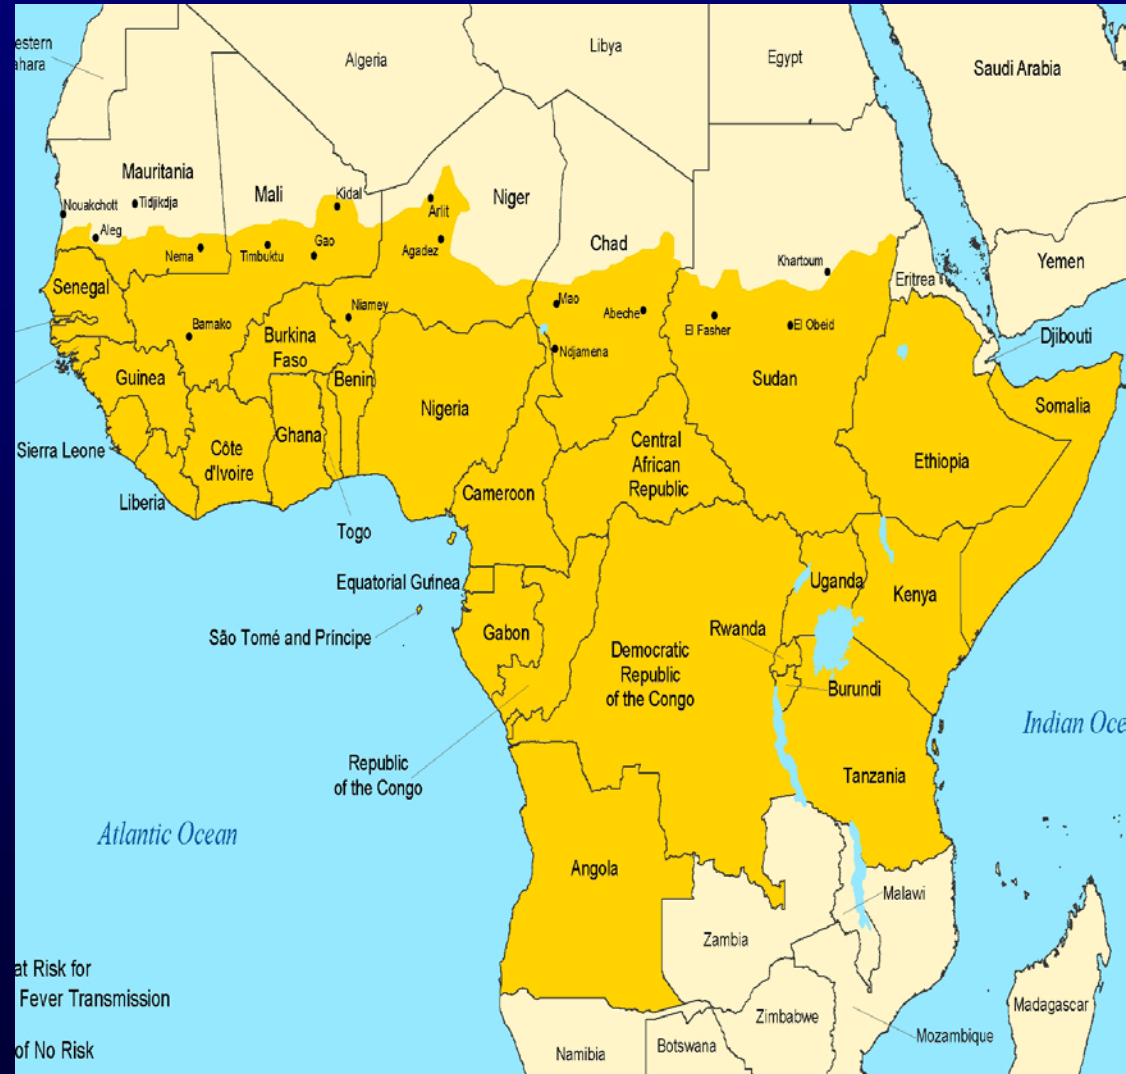 estern
ahara
Algeria
Libya
Egypt
Saudi Arabia
Mauritania
Mali
Niger
Chad
Nouakchott
Tidjikdja
Kidal
Arlit
Aleg
Nema
Timbuktu
Gao
Agadez
Khartoum
Eritrea
Yemen
Senegal
Bamako
Niamey
Burkina
Faso
Mao
Abeche
El Fasher
El Obeid
Ndjamena
Djibouti
Guinea
Benin
Nigeria
Sudan
Somalia
Sierra Leone
Côte
d'Ivoire
Ghana
Central
African
Republic
Ethiopia
Liberia
Cameroon
Togo
Equatorial Guinea
Uganda
Kenya
São Tomé and Príncipe
Gabon
Rwanda
Democratic
Republic
of the Congo
Burundi
Indian Oce
Republic
of the Congo
Tanzania
Atlantic Ocean
Angola
Malawi
Zambia
at Risk for
Fever Transmission
Madagascar
Zimbabwe
Mozambique
of No Risk
Namibia
Botswana